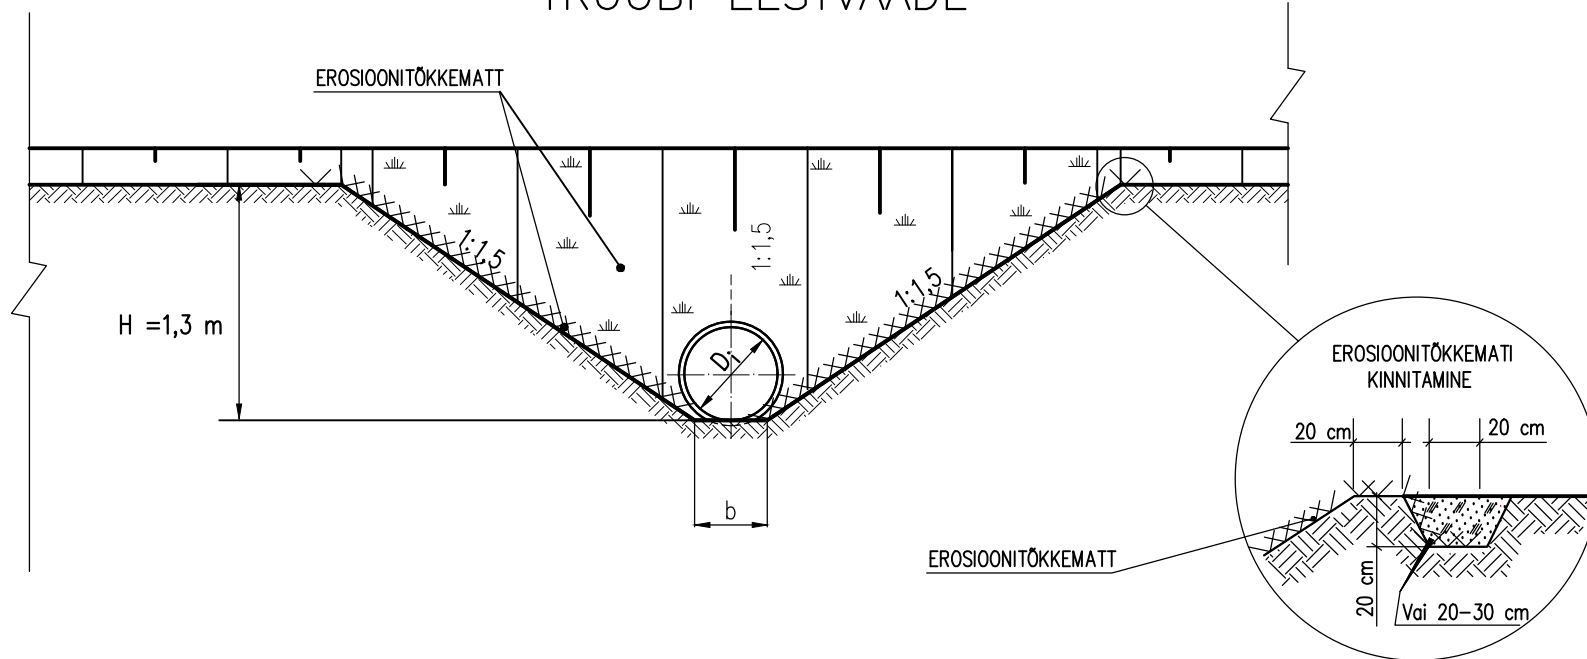 TRUUBI EESTVAADE
EROSIOONITÕKKEMATT
1:1,5
1:1,5
1:1,5
H =1,3 m
Di
b
EROSIOONITÕKKEMATI
KINNITAMINE
20 cm
20 cm
20 cm
EROSIOONITÕKKEMATT
Vai 20-30 cm